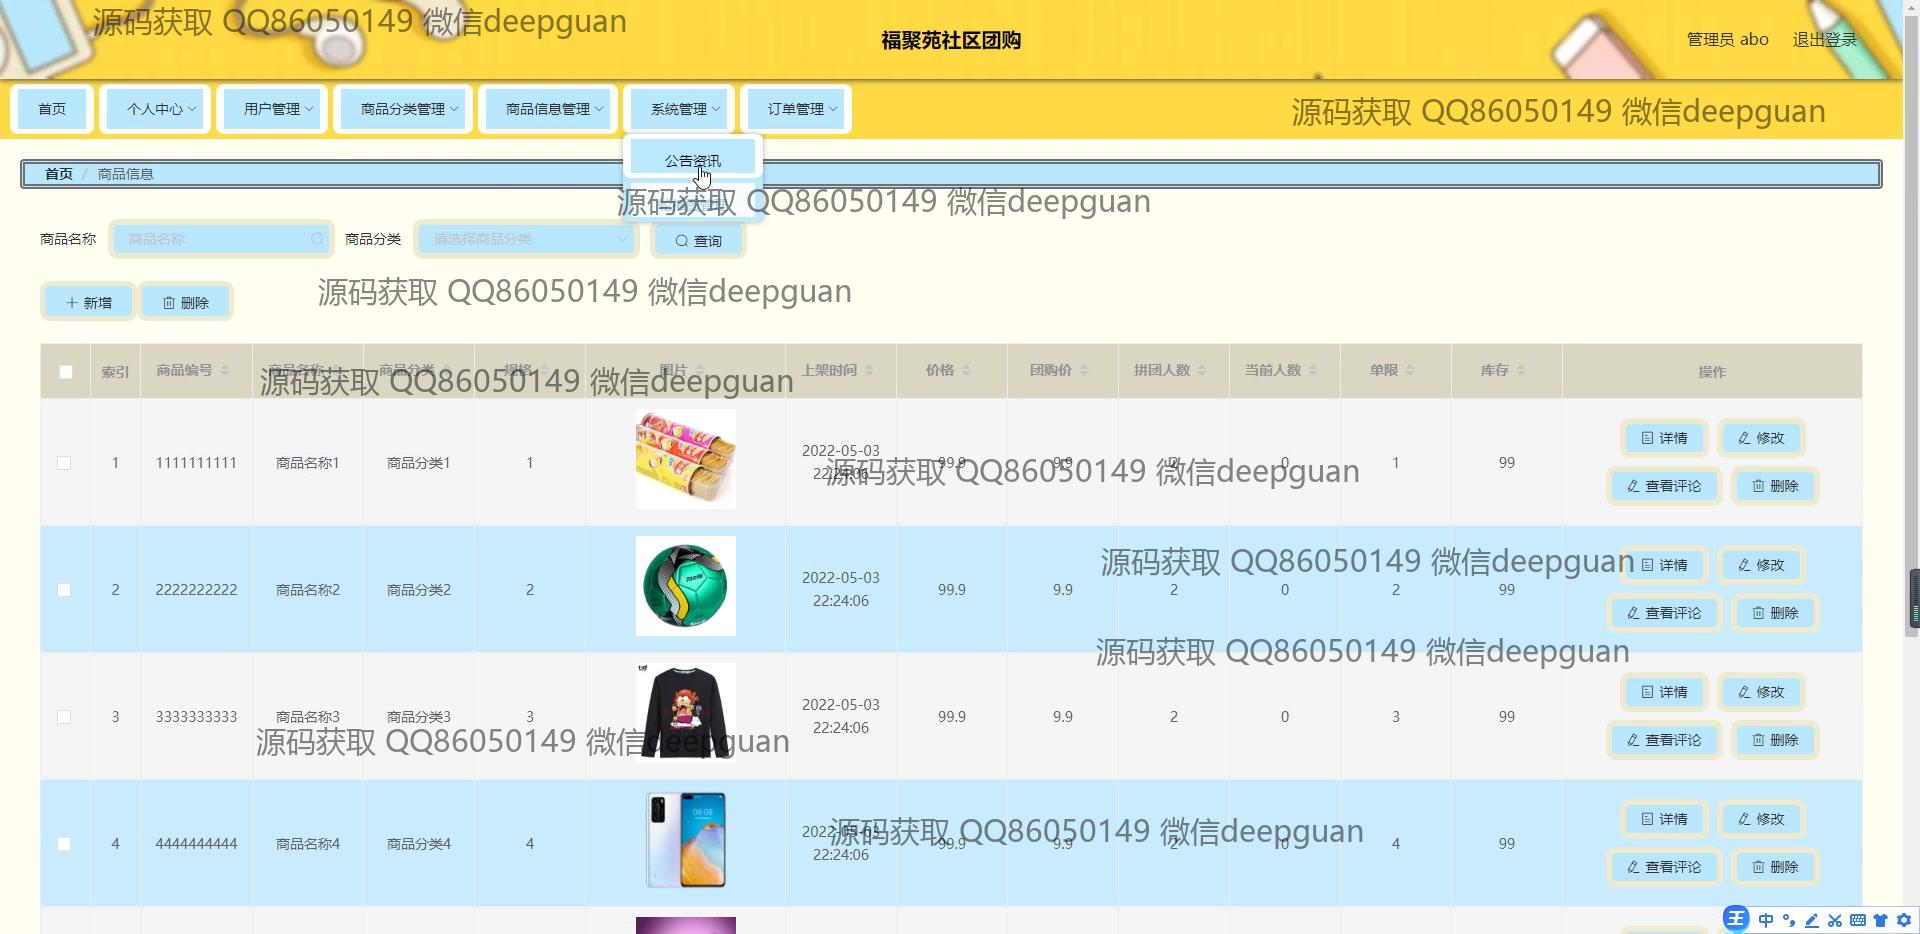 源码获取 QQ86050149 微信deepguan
福聚苑社区团购
管理员 abo 退出登录
首页 个人中心 用户管理 商品分类管理 商品信息管理 系统管理 订单管理
源码获取 QQ86050149 微信deepguan
公告资讯
首页 / 商品信息
源码获取 QQ86050149 微信deepguan
商品名称 商品名称 商品分类 请选择商品分类 查询
新增 删除
源码获取 QQ86050149 微信deepguan
索引 商品编号 商品名称 商品分类 规格 图片 上架时间 价格 团购价 拼团人数 当前人数 单限 库存 操作
源码获取 QQ86050149 微信deepguan
1 1111111111 商品名称1 商品分类1 1 2022-05-03 22:24:06 99.9 9.9 2 0 1 99 详情 修改
查看评论 删除
源码获取 QQ86050149 微信deepguan
源码获取 QQ86050149 微信deepguan
2 2222222222 商品名称2 商品分类2 2 2022-05-03 22:24:06 99.9 9.9 2 0 2 99 详情 修改
查看评论 删除
源码获取 QQ86050149 微信deepguan
3 3333333333 商品名称3 商品分类3 3 2022-05-03 22:24:06 99.9 9.9 2 0 3 99 详情 修改
查看评论 删除
源码获取 QQ86050149 微信deepguan
4 4444444444 商品名称4 商品分类4 4 08:08 2022-05-03 22:24:06 99.9 9.9 2 0 4 99 详情 修改
查看评论 删除
源码获取 QQ86050149 微信deepguan
王 中